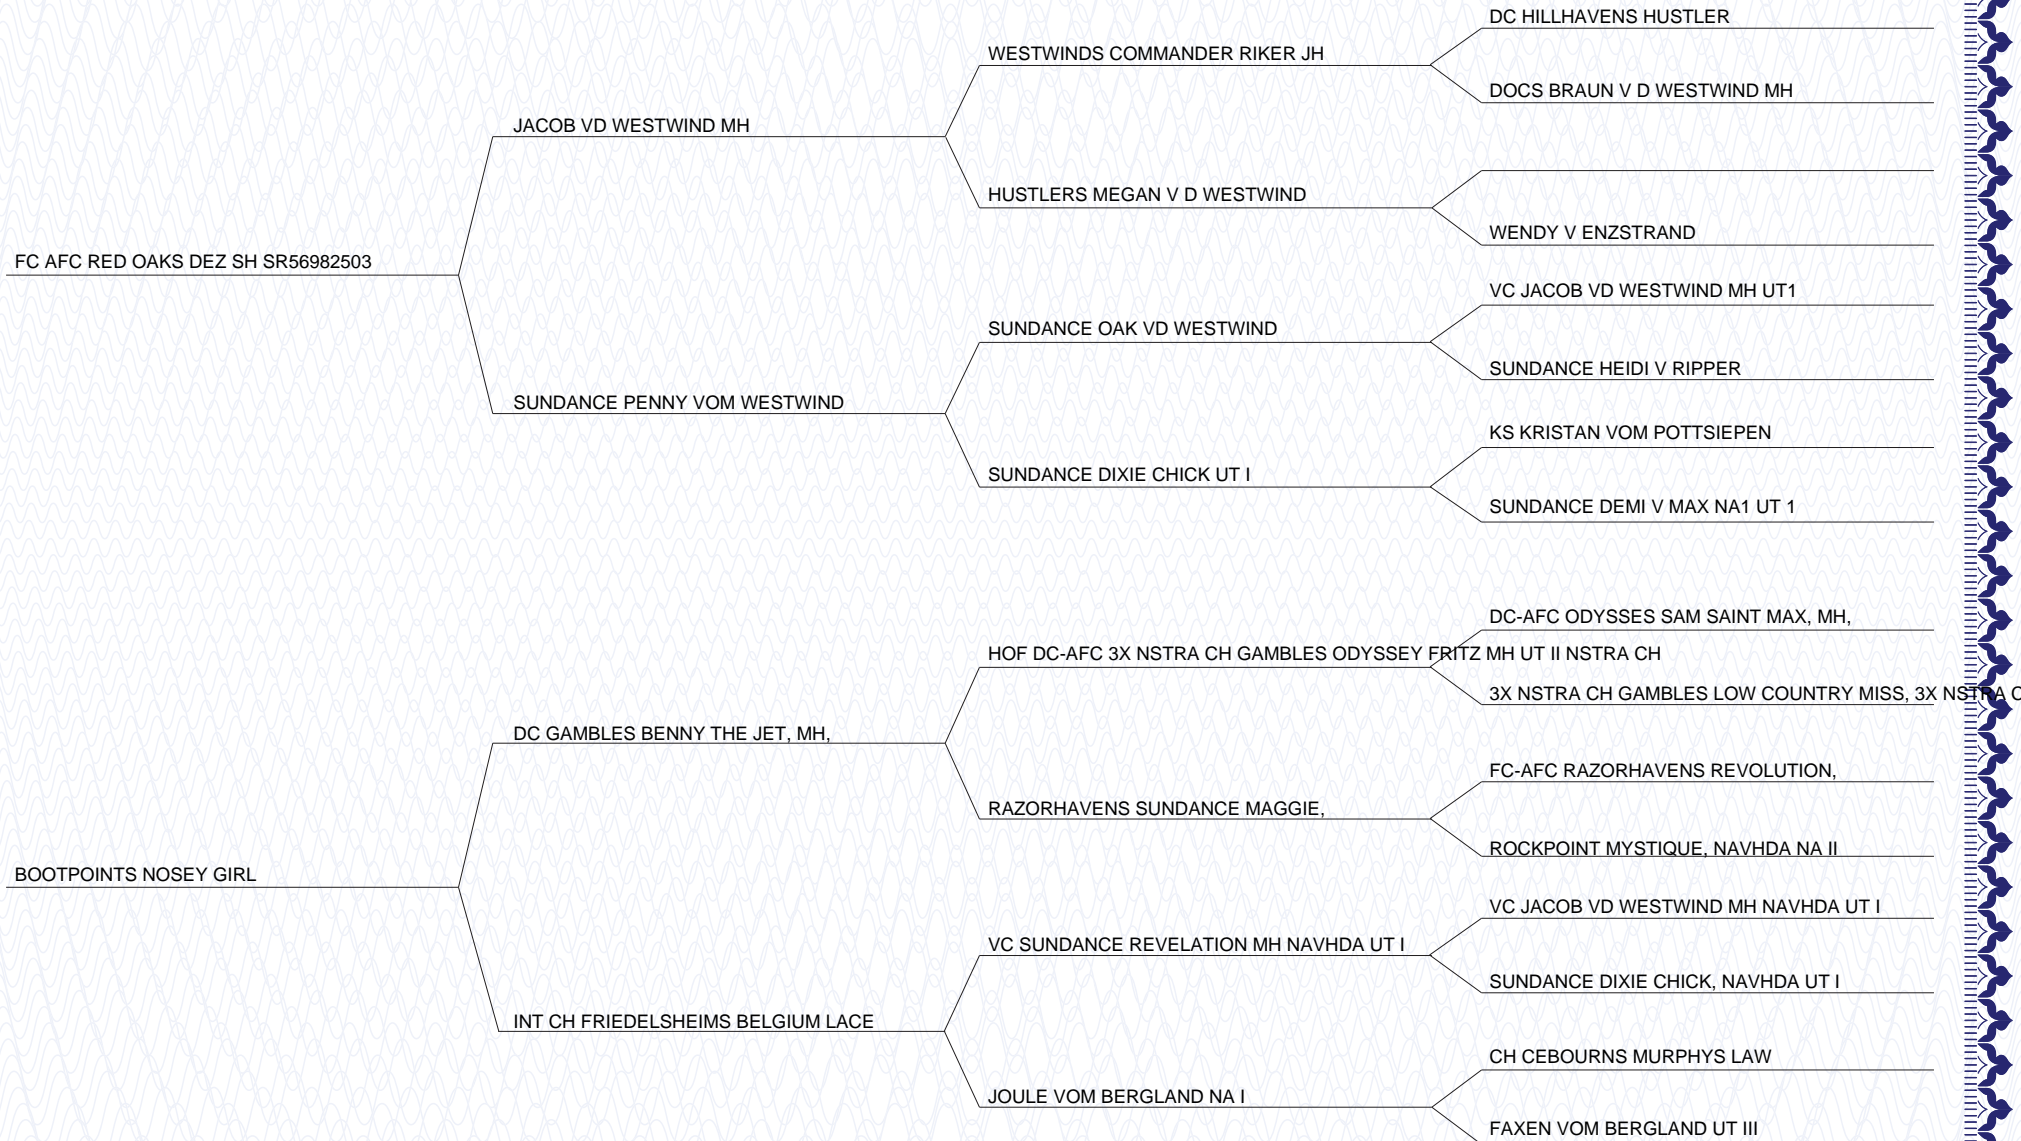 DC HILLHAVENS HUSTLER
WESTWINDS COMMANDER RIKER JH
DOCS BRAUN V D WESTWIND MH
JACOB VD WESTWIND MH
HUSTLERS MEGAN V D WESTWIND
WENDY V ENZSTRAND
FC AFC RED OAKS DEZ SH SR56982503
VC JACOB VD WESTWIND MH UT1
SUNDANCE OAK VD WESTWIND
SUNDANCE HEIDI V RIPPER
SUNDANCE PENNY VOM WESTWIND
KS KRISTAN VOM POTTSIEPEN
SUNDANCE DIXIE CHICK UT I
SUNDANCE DEMI V MAX NA1 UT 1
DC-AFC ODYSSES SAM SAINT MAX, MH,
HOF DC-AFC 3X NSTRA CH GAMBLES ODYSSEY FRITZ MH UT II NSTRA CH
3X NSTRA CH GAMBLES LOW COUNTRY MISS, 3X NSTRA C
DC GAMBLES BENNY THE JET, MH,
FC-AFC RAZORHAVENS REVOLUTION,
RAZORHAVENS SUNDANCE MAGGIE,
ROCKPOINT MYSTIQUE, NAVHDA NA II
BOOTPOINTS NOSEY GIRL
VC JACOB VD WESTWIND MH NAVHDA UT I
VC SUNDANCE REVELATION MH NAVHDA UT I
SUNDANCE DIXIE CHICK, NAVHDA UT I
INT CH FRIEDELSHEIMS BELGIUM LACE
CH CEBOURNS MURPHYS LAW
JOULE VOM BERGLAND NA I
FAXEN VOM BERGLAND UT III